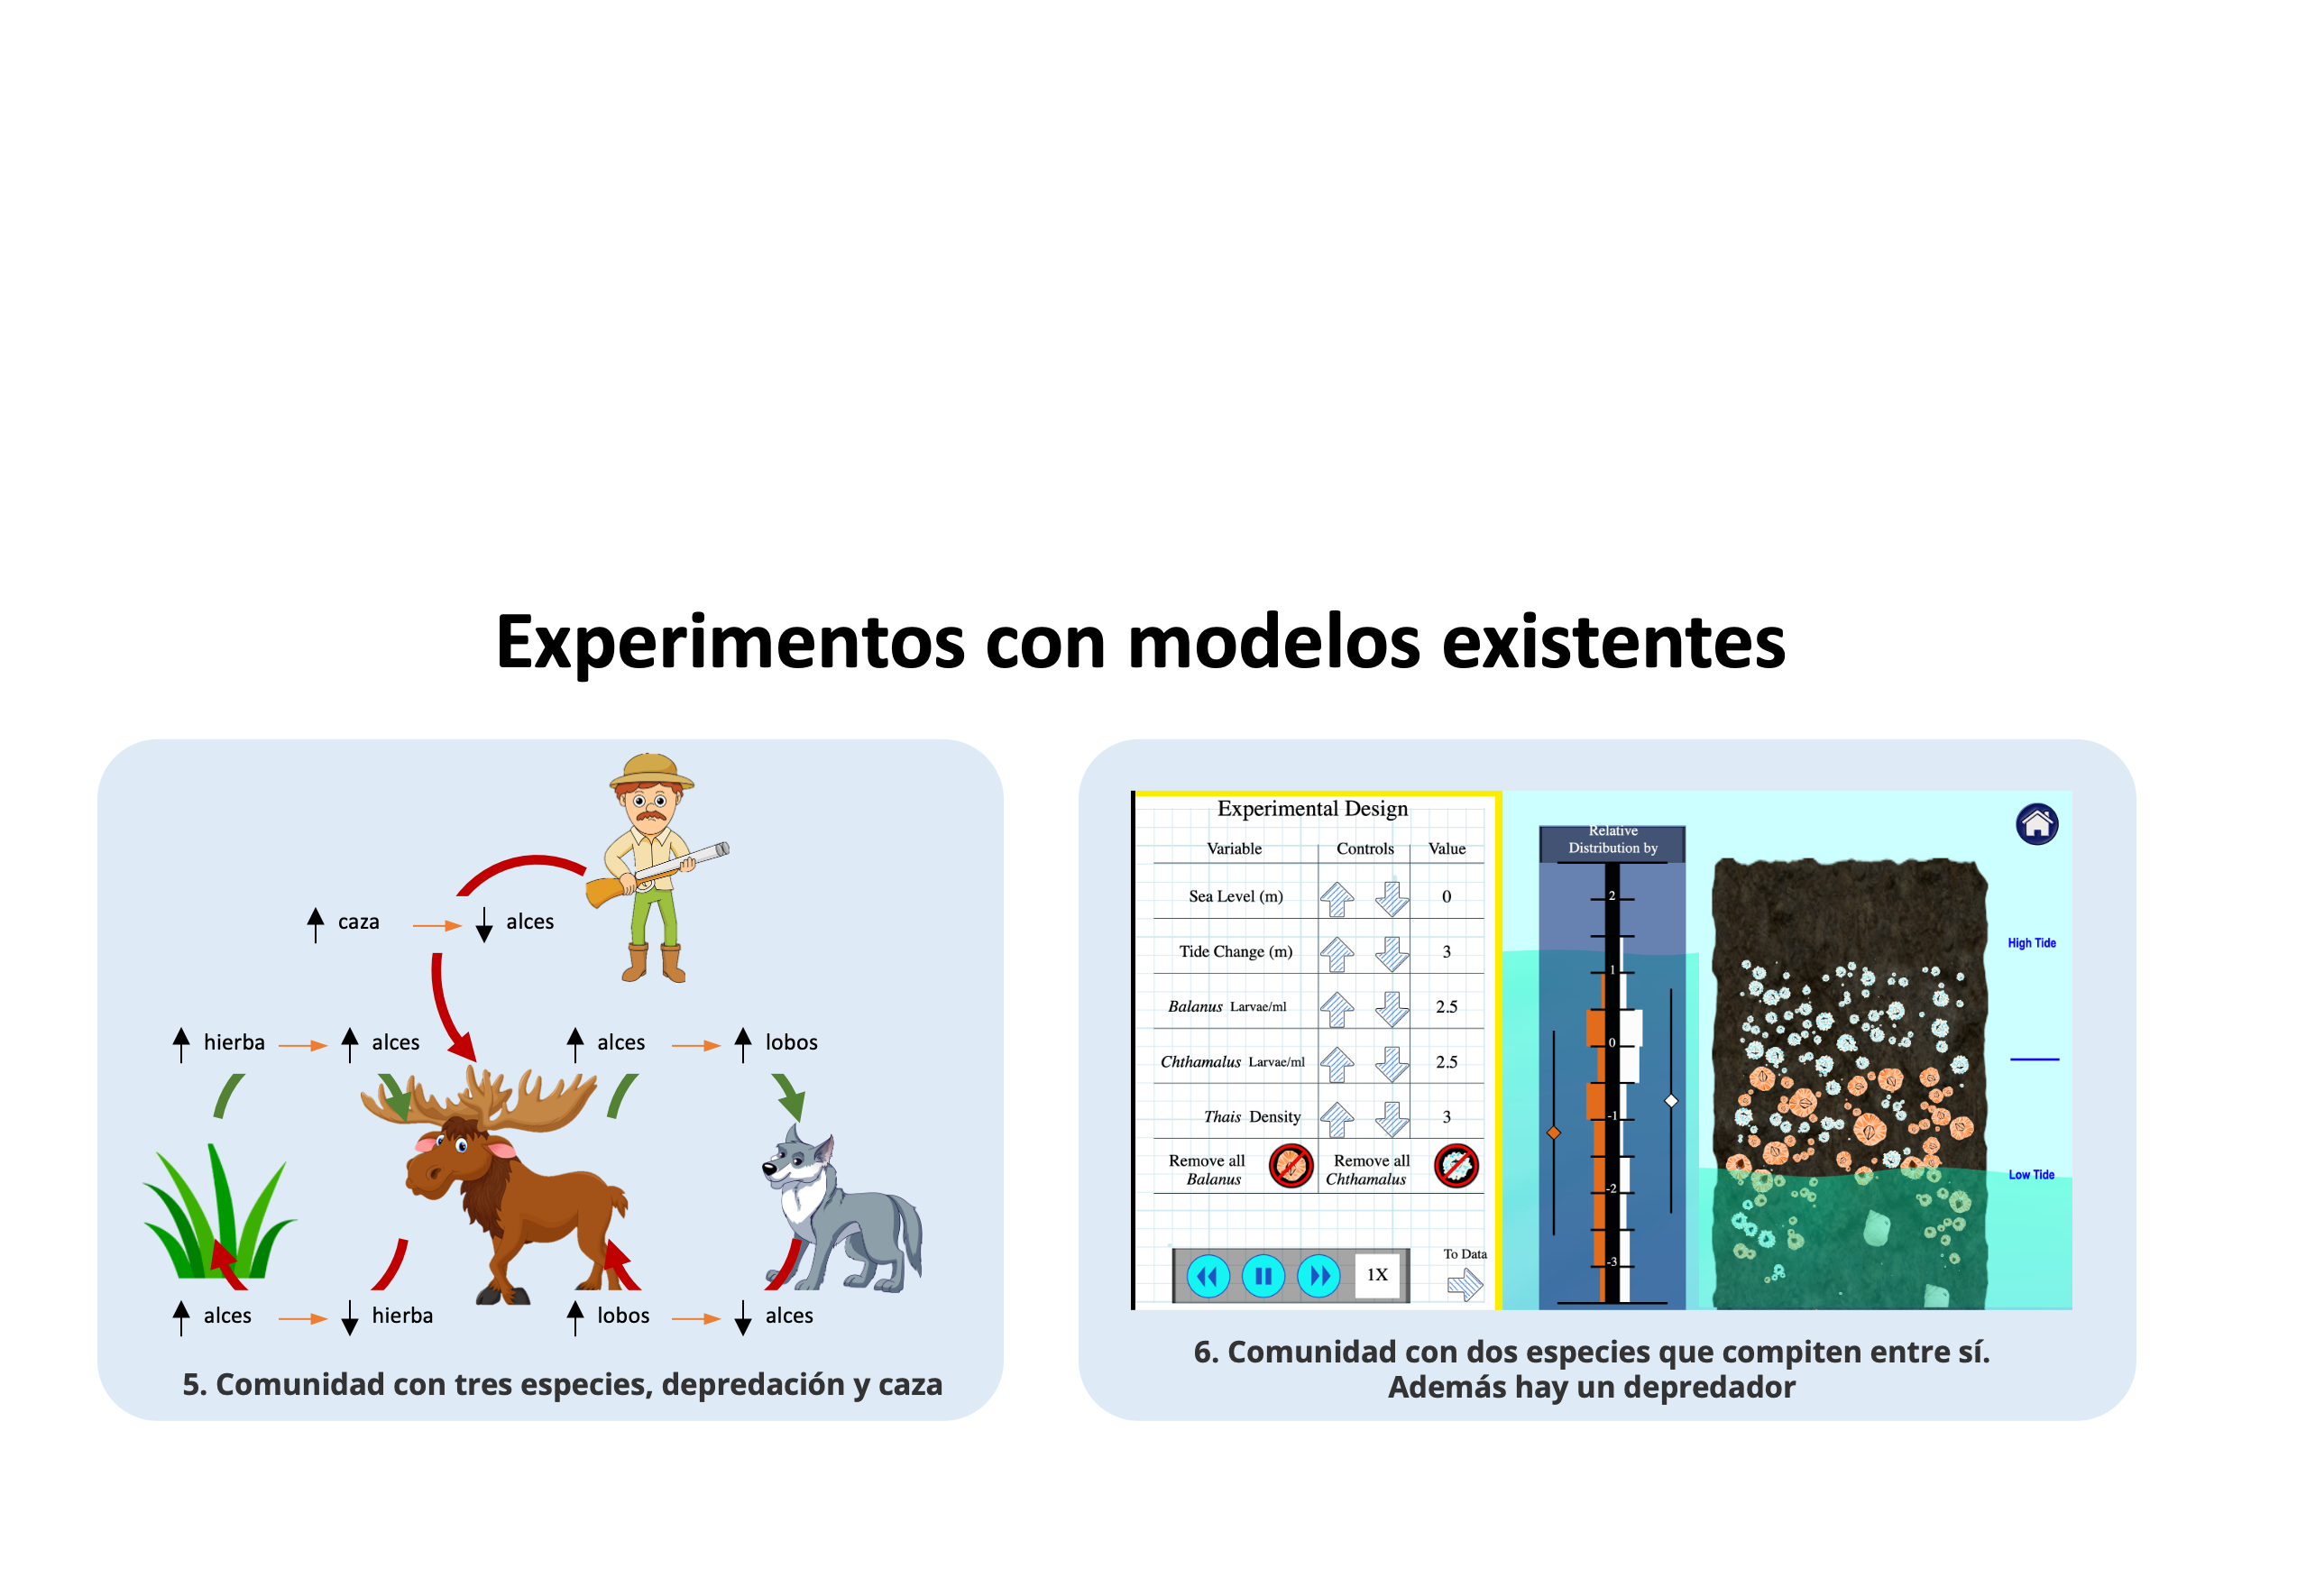 Experimentos con modelos existentes
caza alces
hierba alces
alces lobos
alces hierba
lobos alces
5. Comunidad con tres especies, depredación y caza
Experimental Design
Variable Controls Value
Sea Level (m) 0
Tide Change (m) 3
Balanus Larvae/ml 2.5
Chthamalus Larvae/ml 2.5
Thais Density 3
Remove all
Balanus
Remove all
Chthamalus
1X
To Data
Relative
Distribution by
2
1
0
-1
-2
-3
High Tide
Low Tide
6. Comunidad con dos especies que compiten entre sí.
Además hay un depredador